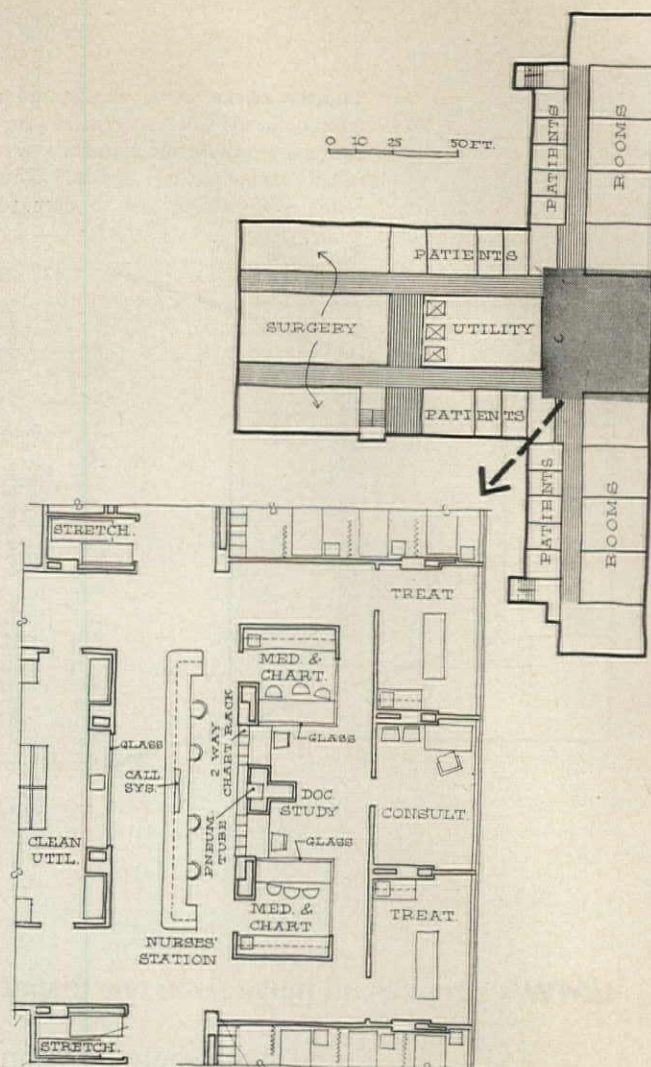 0 10 25 50 FT.
PATIENTS
ROOMS
PATIENTS
SURGERY
UTILITY
PATIENTS
PATIENTS
ROOMS
STRETCH.
TREAT
MED. &
CHART.
GLASS
2 WAY
CHART RACK
GLASS
CALL
SYS.
PNEUM.
TUBE
DOC.
STUDY
CONSULT.
GLASS
CLEAN
UTIL.
MED. &
CHART
TREAT
NURSES'
STATION
STRETCH.